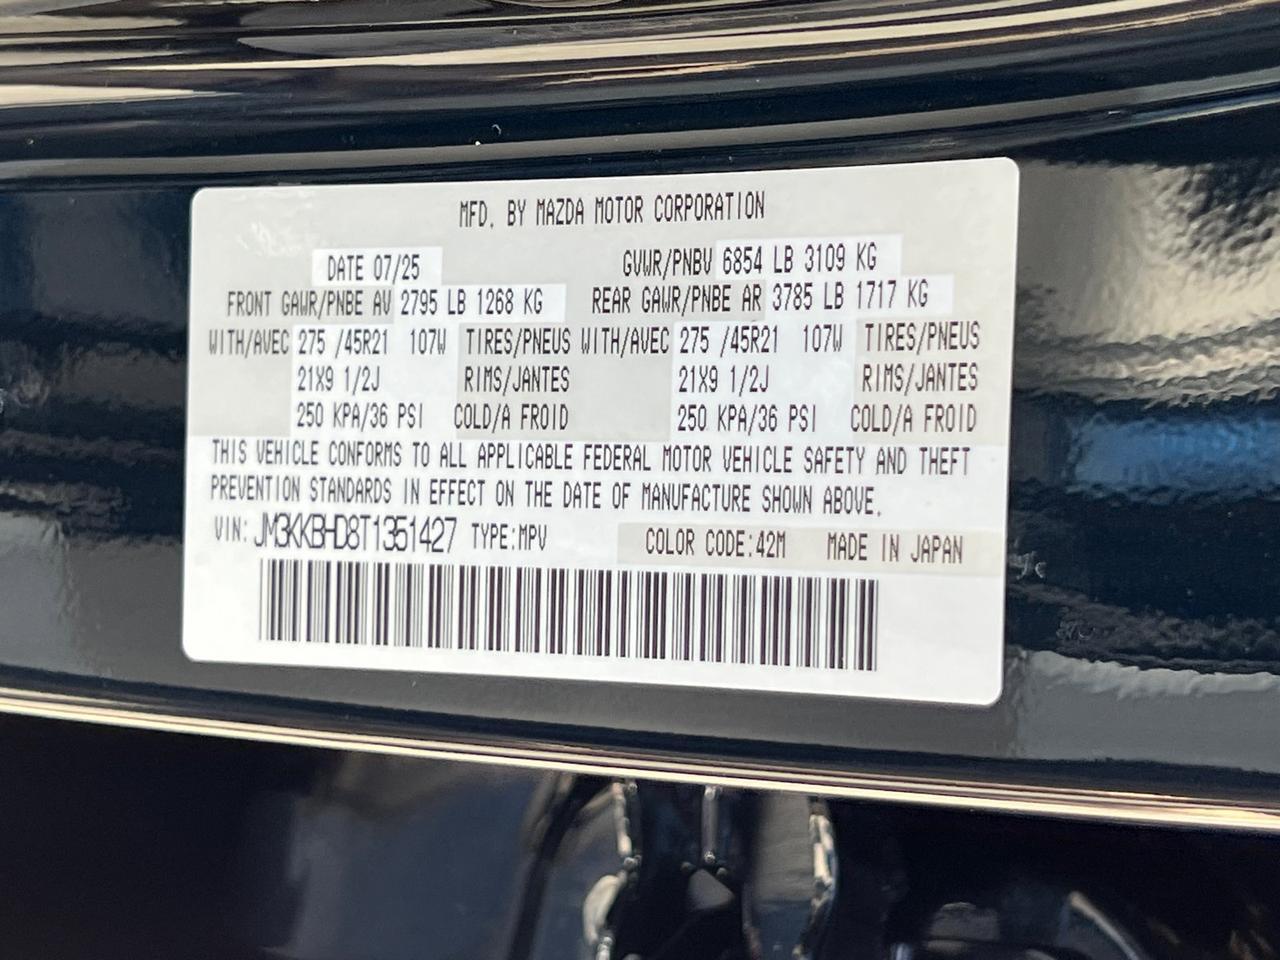 MFD. BY MAZDA MOTOR CORPORATION
DATE 07/25 GVWR/PNBV 6854 LB 3109 KG
FRONT GAWR/PNBE AV 2795 LB 1268 KG REAR GAWR/PNBE AR 3785 LB 1717 KG
WITH/AVEC 275 /45R21 107W TIRES/PNEUS WITH/AVEC 275 /45R21 107W TIRES/PNEUS
21X9 1/2J RIMS/JANTES 21X9 1/2J RIMS/JANTES
250 KPA/36 PSI COLD/A FROID 250 KPA/36 PSI COLD/A FROID
THIS VEHICLE CONFORMS TO ALL APPLICABLE FEDERAL MOTOR VEHICLE SAFETY AND THEFT
PREVENTION STANDARDS IN EFFECT ON THE DATE OF MANUFACTURE SHOWN ABOVE.
VIN: JM3KKBHD8T1351427 TYPE:MPV COLOR CODE:42M MADE IN JAPAN